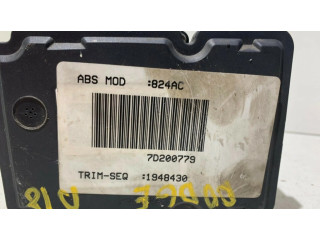 ABS MOD :824AC
7D200779
TRIM-SEQ :1948430